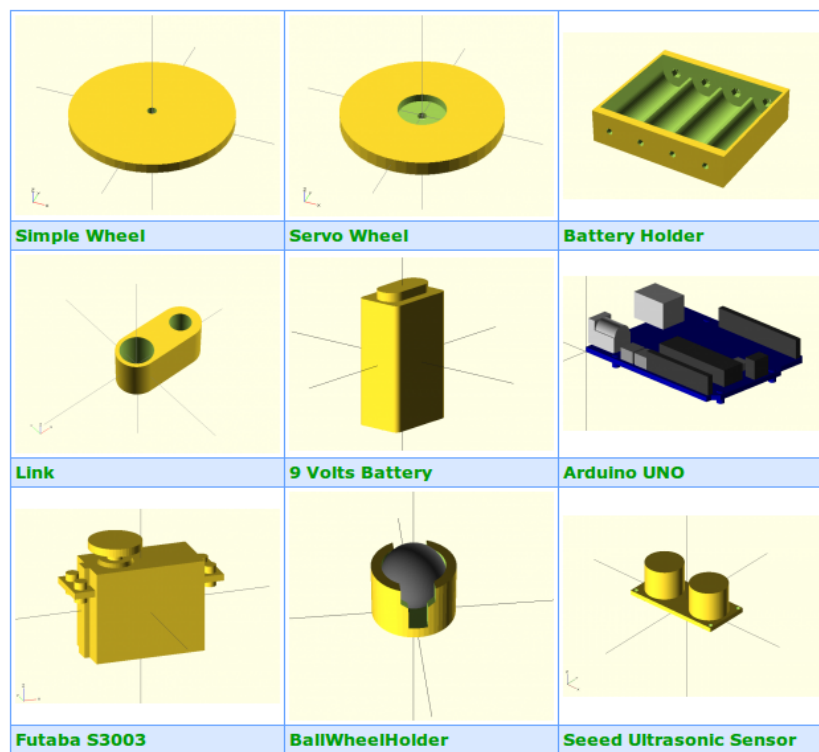 Simple Wheel
Servo Wheel
Battery Holder
Link
9 Volts Battery
Arduino UNO
Futaba S3003
BallWheelHolder
Seeed Ultrasonic Sensor